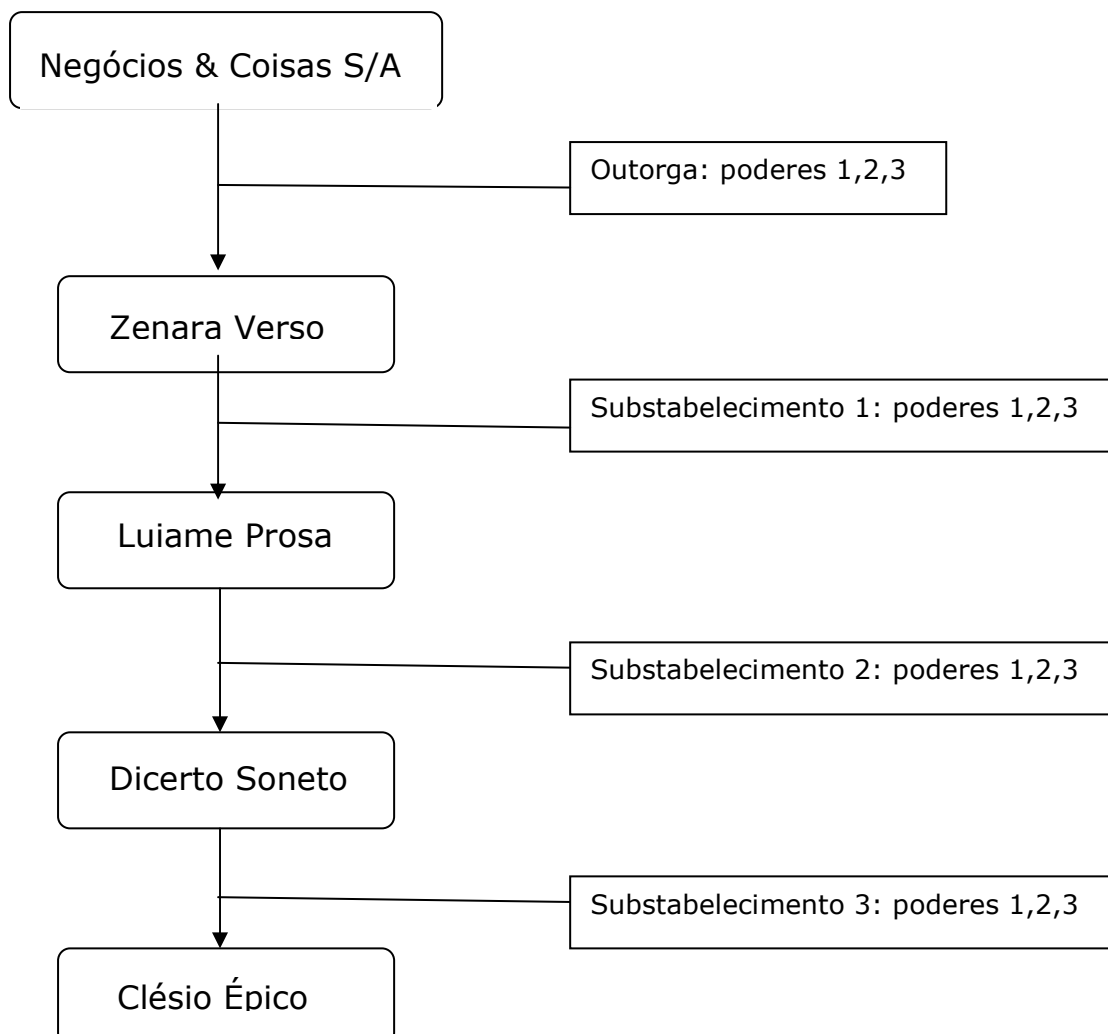 Negócios & Coisas S/A
Outorga: poderes 1,2,3
Zenara Verso
Substabelecimento 1: poderes 1,2,3
Luiame Prosa
Substabelecimento 2: poderes 1,2,3
Dicerto Soneto
Substabelecimento 3: poderes 1,2,3
Clésio Épico